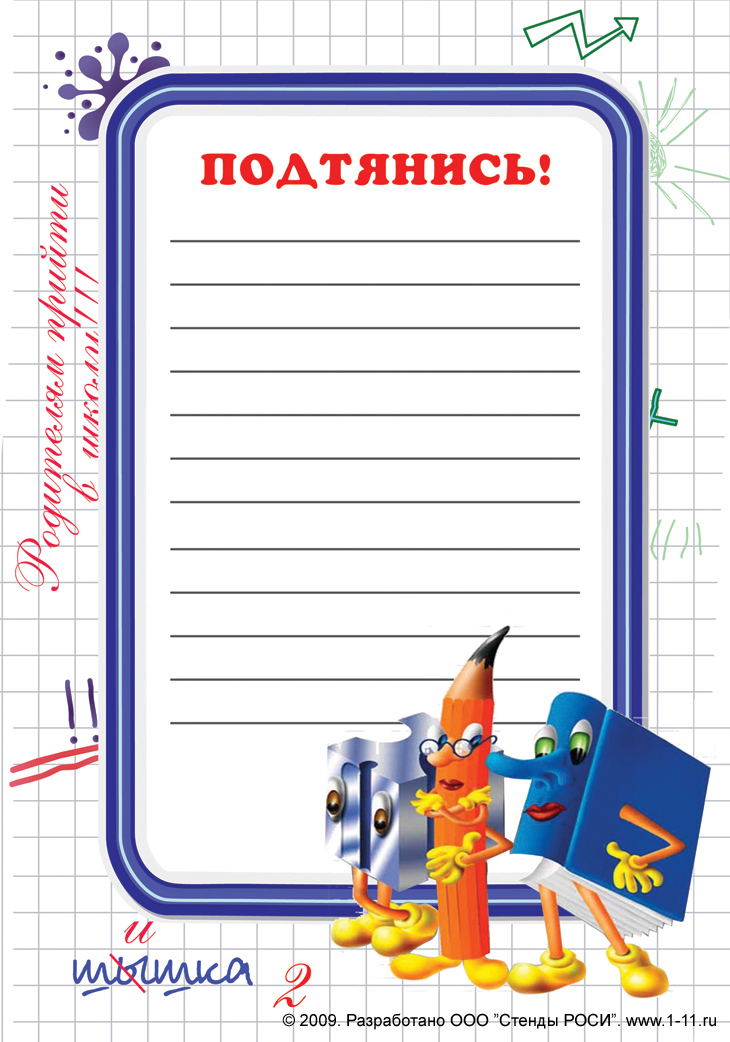 ПОДТЯНИСЬ!
Родителям прийти
в школу!!!
!!
и
шышка
2
© 2009. Разработано ООО ”Стенды РОСИ”. www.1-11.ru